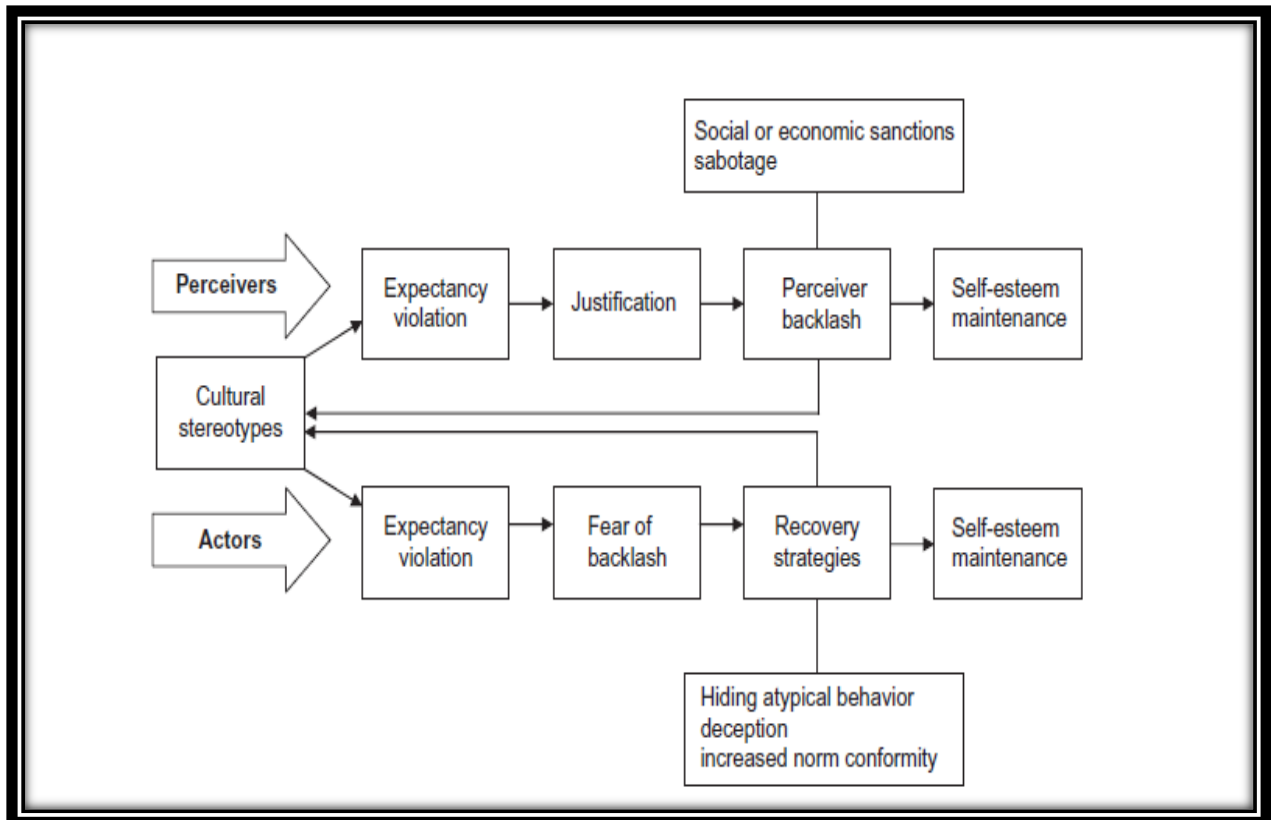 Social or economic sanctions
sabotage
Perceivers
Expectancy
violation
Justification
Perceiver
backlash
Self-esteem
maintenance
Cultural
stereotypes
Actors
Expectancy
violation
Fear of
backlash
Recovery
strategies
Self-esteem
maintenance
Hiding atypical behavior
deception
increased norm conformity